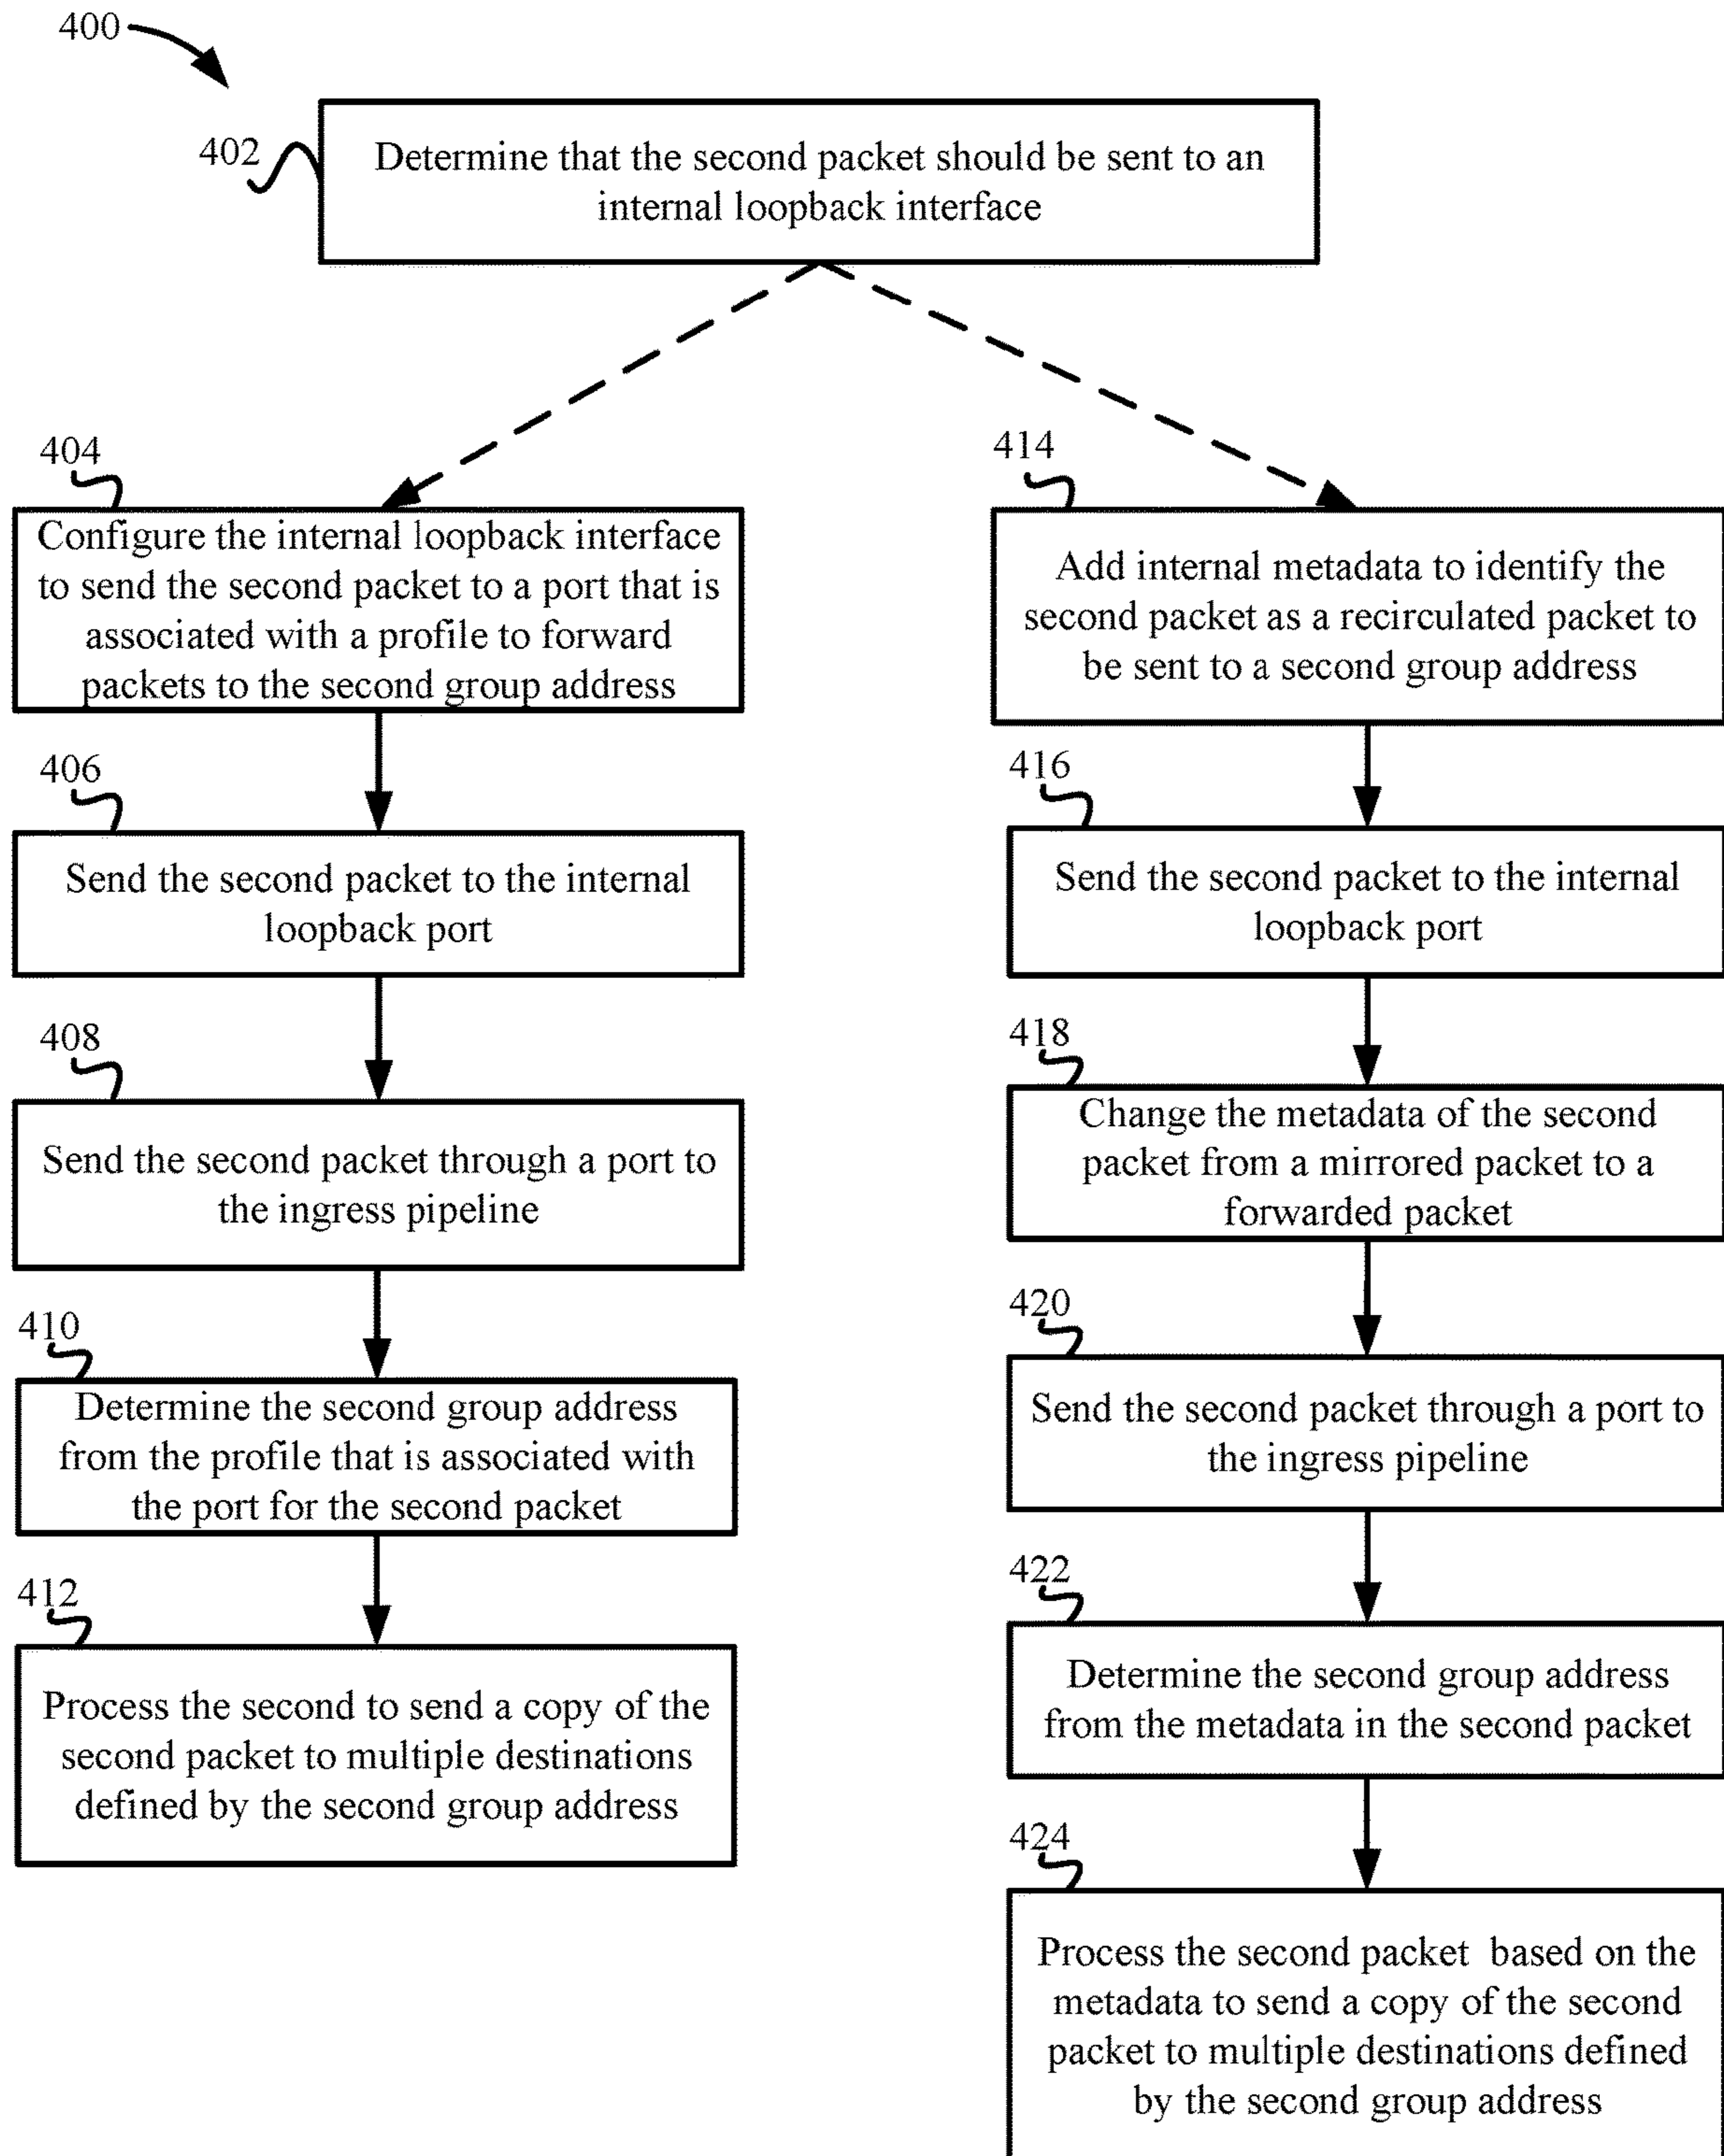 400
402
Determine that the second packet should be sent to an
internal loopback interface
404
Configure the internal loopback interface
to send the second packet to a port that is
associated with a profile to forward
packets to the second group address
406
Send the second packet to the internal
loopback port
408
Send the second packet through a port to
the ingress pipeline
410
Determine the second group address
from the profile that is associated with
the port for the second packet
412
Process the second to send a copy of the
second packet to multiple destinations
defined by the second group address
414
Add internal metadata to identify the
second packet as a recirculated packet to
be sent to a second group address
416
Send the second packet to the internal
loopback port
418
Change the metadata of the second
packet from a mirrored packet to a
forwarded packet
420
Send the second packet through a port to
the ingress pipeline
422
Determine the second group address
from the metadata in the second packet
424
Process the second packet based on the
metadata to send a copy of the second
packet to multiple destinations defined
by the second group address